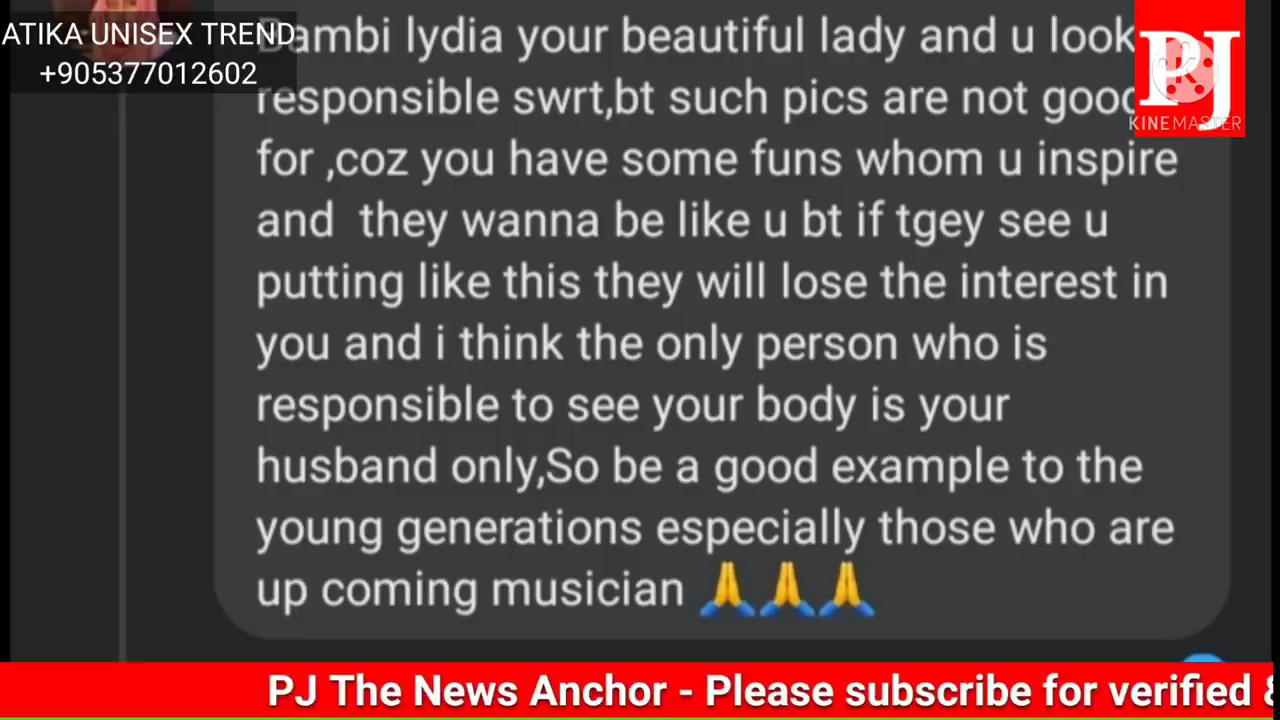 ATIKA UNISEX TREND
+905377012602
Bambi lydia your beautiful lady and u look
responsible swrt,bt such pics are not good
for ,coz you have some funs whom u inspire
and they wanna be like u bt if tgey see u
putting like this they will lose the interest in
you and i think the only person who is
responsible to see your body is your
husband only,So be a good example to the
young generations especially those who are
up coming musician 🙏🙏🙏
PJ
KINEMASTER
PJ The News Anchor - Please subscribe for verified &